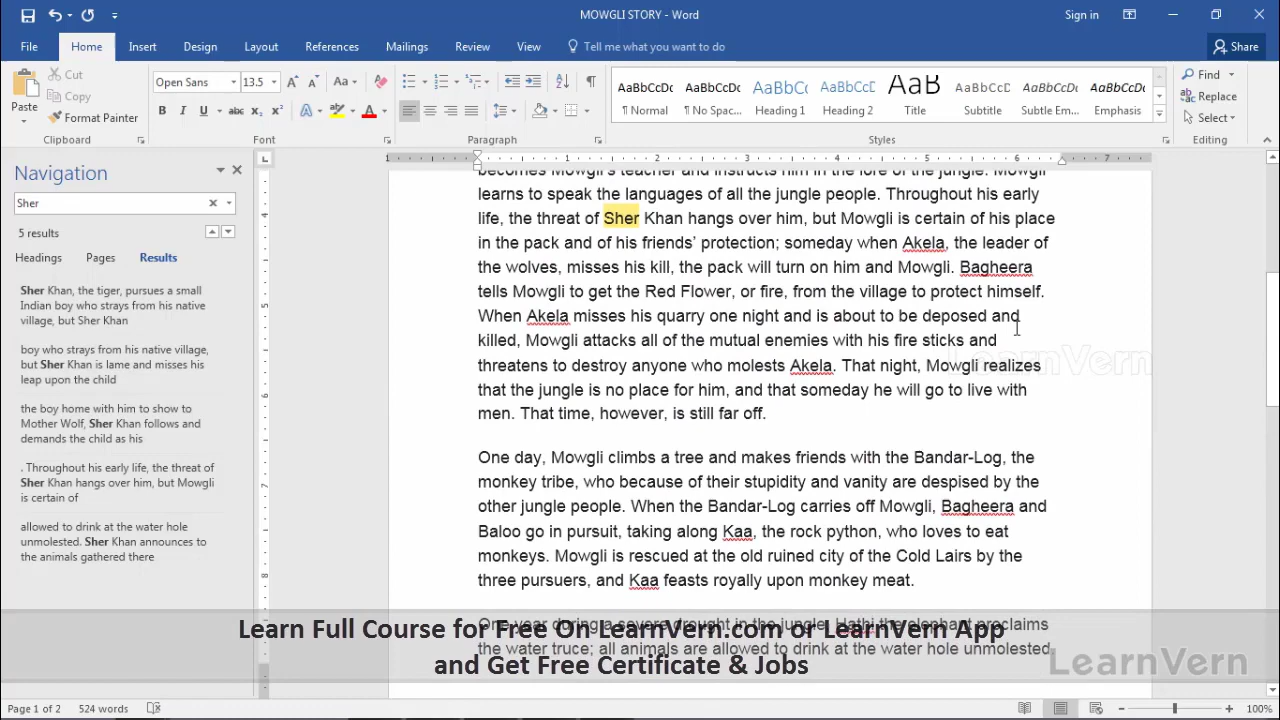 MOWGLI STORY - Word
Sign in
File Home Insert Design Layout References Mailings Review View Tell me what you want to do Share
Paste
Cut
Copy
Format Painter
Clipboard
Open Sans 13.5 Aa
B I U abc x₂ x² A A
Font
Paragraph
AaBbCcDc AaBbCcDc AaBbCc AaBbCcD AaB AaBbCcD AaBbCcDc AaBbCcDc
¶ Normal ¶ No Spac... Heading 1 Heading 2 Title Subtitle Subtle Em... Emphasis
Styles
Find
Replace
Select
Editing
Navigation
Sher
5 results
Headings Pages Results
Sher Khan, the tiger, pursues a small
Indian boy who strays from his native
village, but Sher Khan
boy who strays from his native village,
but Sher Khan is lame and misses his
leap upon the child
the boy home with him to show to
Mother Wolf, Sher Khan follows and
demands the child as his
. Throughout his early life, the threat of
Sher Khan hangs over him, but Mowgli
is certain of
allowed to drink at the water hole
unmolested. Sher Khan announces to
the animals gathered there
1 1 2 3 4 5 6 7
4
5
6
7
8
becomes Mowgli's teacher and instructs him in the lore of the jungle. Mowgli
learns to speak the languages of all the jungle people. Throughout his early
life, the threat of Sher Khan hangs over him, but Mowgli is certain of his place
in the pack and of his friends' protection; someday when Akela, the leader of
the wolves, misses his kill, the pack will turn on him and Mowgli. Bagheera
tells Mowgli to get the Red Flower, or fire, from the village to protect himself.
When Akela misses his quarry one night and is about to be deposed and
killed, Mowgli attacks all of the mutual enemies with his fire sticks and
threatens to destroy anyone who molests Akela. That night, Mowgli realizes
that the jungle is no place for him, and that someday he will go to live with
men. That time, however, is still far off.
One day, Mowgli climbs a tree and makes friends with the Bandar-Log, the
monkey tribe, who because of their stupidity and vanity are despised by the
other jungle people. When the Bandar-Log carries off Mowgli, Bagheera and
Baloo go in pursuit, taking along Kaa, the rock python, who loves to eat
monkeys. Mowgli is rescued at the old ruined city of the Cold Lairs by the
three pursuers, and Kaa feasts royally upon monkey meat.
One year during a severe drought in the jungle, Hathi the elephant proclaims
the water truce; all animals are allowed to drink at the water hole unmolested.
LearnVern
Learn Full Course for Free On LearnVern.com or LearnVern App
and Get Free Certificate & Jobs
LearnVern
Page 1 of 2 524 words 100%